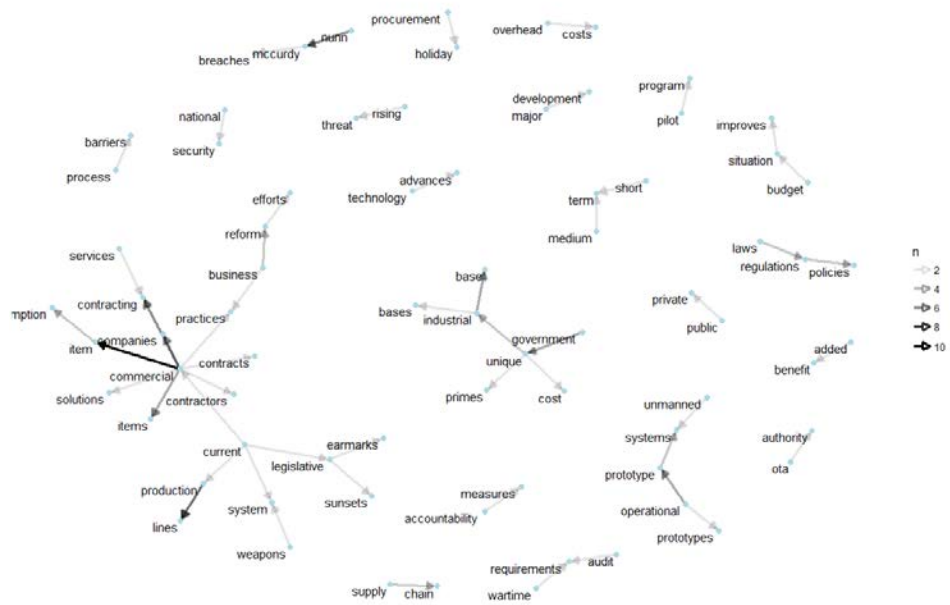 procurement
nunn
overhead
costs
mccurdy
holiday
breaches
program
development
national
rising
major
pilot
threat
improves
barriers
security
situation
process
advances
efforts
technology
short
budget
term
reform
medium
laws
services
regulations
policies
business
base
contracting
private
practices
bases
industrial
mption
public
companies
government
added
item
unique
contracts
benefit
commercial
solutions
contractors
primes
cost
unmanned
items
systems
authority
earmarks
current
legislative
prototype
ota
production
measures
sunsets
system
operational
lines
accountability
prototypes
weapons
audit
requirements
supply
chain
wartime
n
2
4
6
8
10